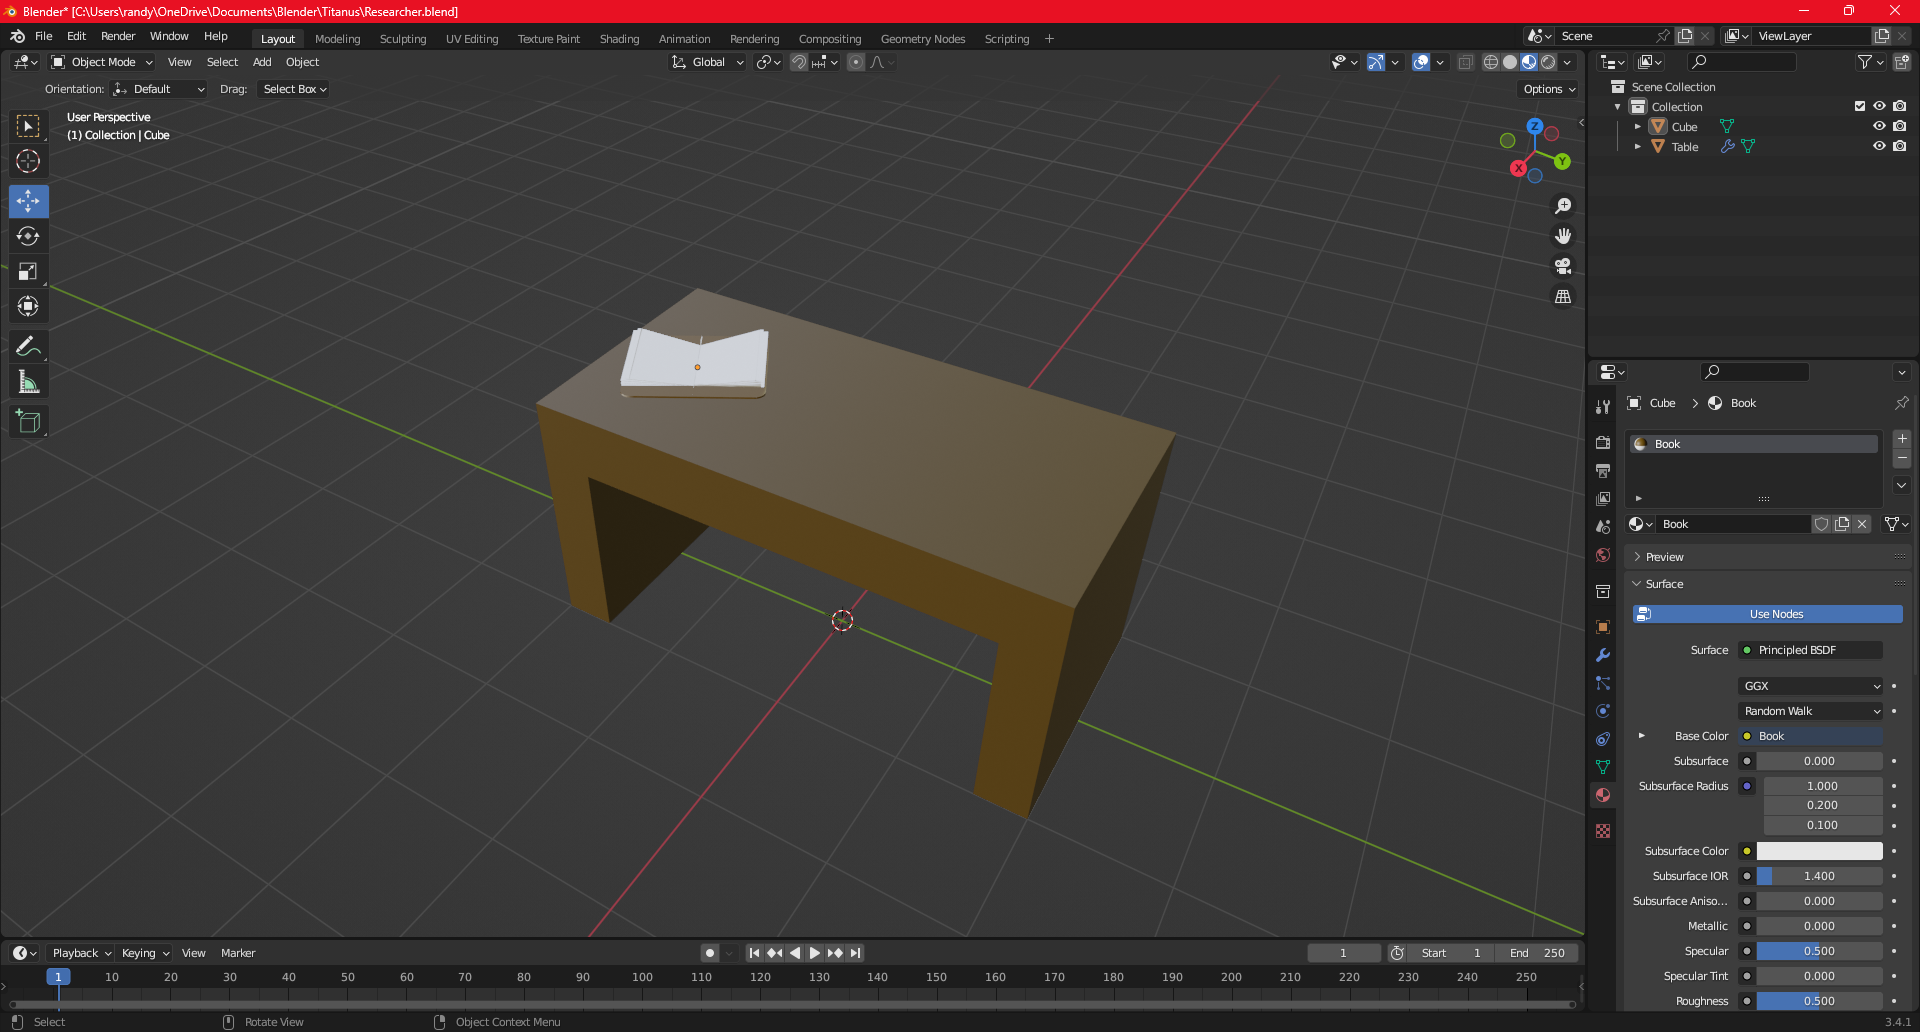 Blender* [C:\Users\randy\OneDrive\Documents\Blender\Titanus\Researcher.blend]
File Edit Render Window Help Layout Modeling Sculpting UV Editing Texture Paint Shading Animation Rendering Compositing Geometry Nodes Scripting + Scene ViewLayer
Object Mode View Select Add Object Global
Orientation: Default Drag: Select Box Options
User Perspective
(1) Collection | Cube
Z
Y
X
Scene Collection
Collection
Cube
Table
Cube > Book
Book
Book
Preview
Surface
Use Nodes
Surface Principled BSDF
GGX
Random Walk
Base Color Book
Subsurface 0.000
Subsurface Radius 1.000
0.200
0.100
Subsurface Color
Subsurface IOR 1.400
Subsurface Aniso... 0.000
Metallic 0.000
Specular 0.500
Specular Tint 0.000
Roughness 0.500
Playback Keying View Marker 1 Start 1 End 250
1 10 20 30 40 50 60 70 80 90 100 110 120 130 140 150 160 170 180 190 200 210 220 230 240 250
Select Rotate View Object Context Menu 3.4.1